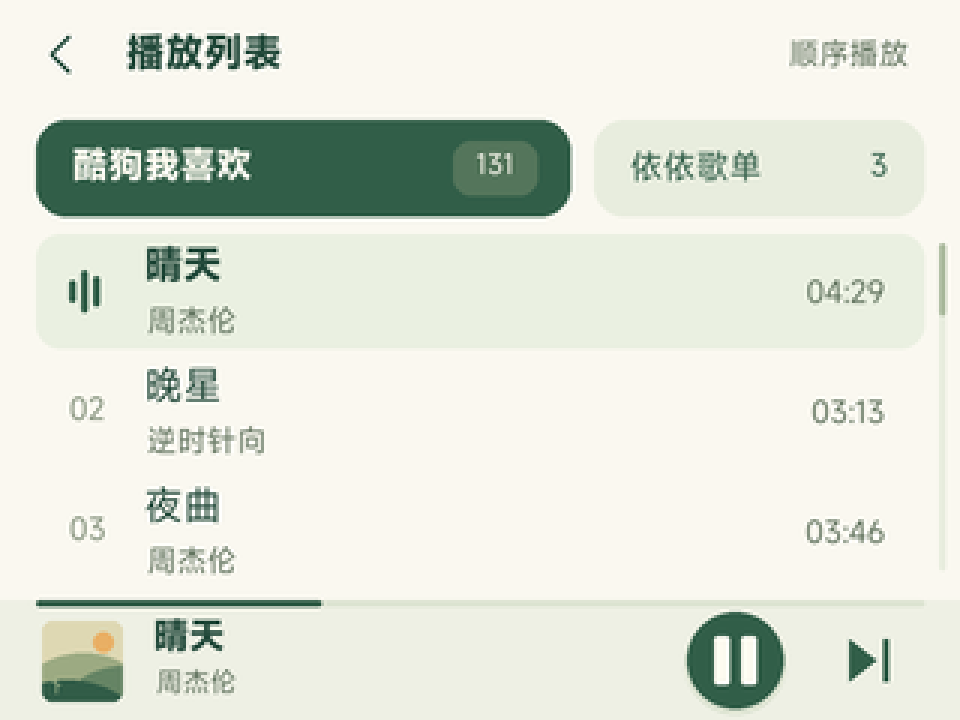 播放列表 顺序播放
酷狗我喜欢 131 依依歌单 3
晴天
周杰伦
04:29
02
晚星
逆时针向
03:13
03
夜曲
周杰伦
03:46
晴天
周杰伦